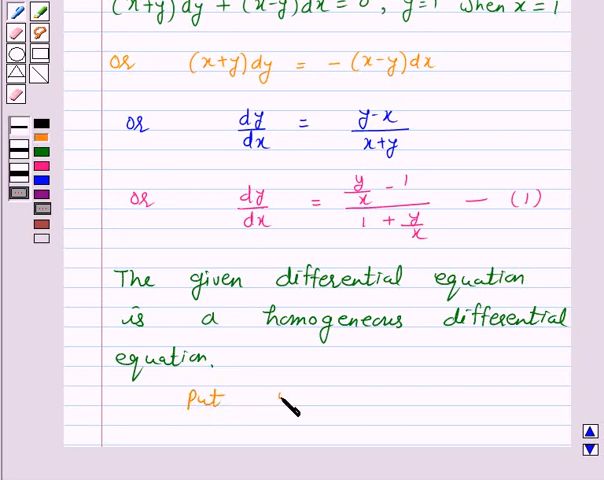 (x+y)dy + (x-y)dx = 0 , y=1 when x = 1
or (x+y)dy = - (x-y)dx
or dy/dx = y-x/x+y
or dy/dx = y/x - 1/1 + y/x — (1)
The given differential equation
is a homogeneous differential
equation.
Put